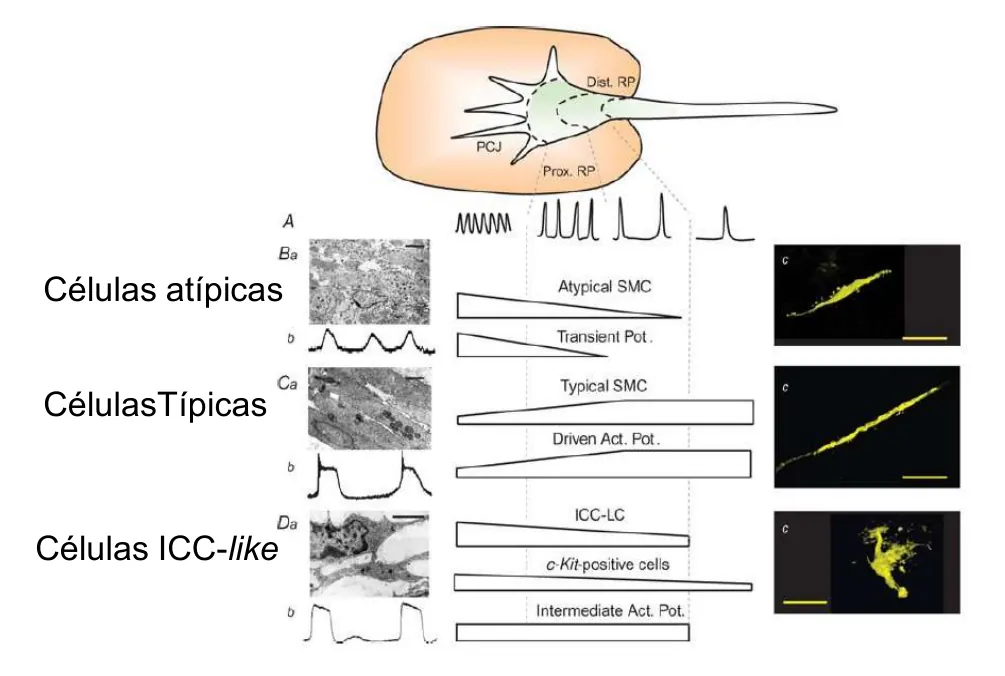 Dist. RP
PCJ
Prox. RP
A
Ba
c
Células atípicas
Atypical SMC
b
Transient Pot.
Ca
c
Typical SMC
CélulasTípicas
Driven Act. Pot.
b
Da
ICC-LC
c
Células ICC-like
c-Kit-positive cells
b
Intermediate Act. Pot.